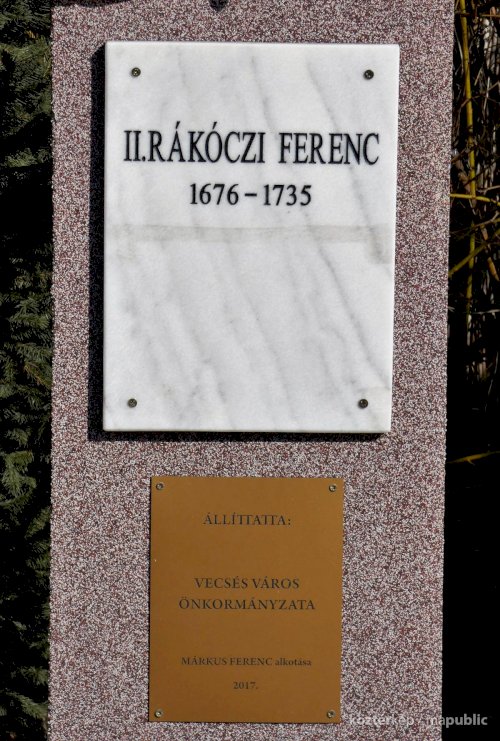 II.RÁKÓCZI FERENC
1676 – 1735
ÁLLÍTTATTA:
VECSÉS VÁROS
ÖNKORMÁNYZATA
MÁRKUS FERENC alkotása
2017.
köztérkép / mapublic